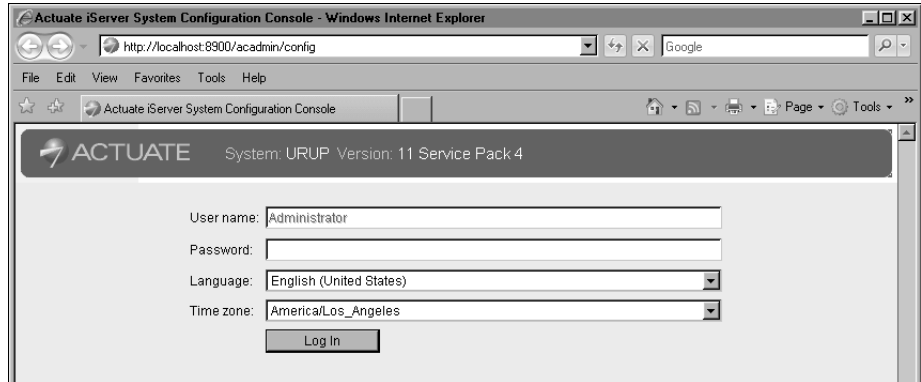 Actuate iServer System Configuration Console - Windows Internet Explorer
http://localhost:8900/acadmin/config
Google
File Edit View Favorites Tools Help
Actuate iServer System Configuration Console
Page Tools »
ACTUATE System: URUP Version: 11 Service Pack 4
User name: Administrator
Password:
Language: English (United States)
Time zone: America/Los_Angeles
Log In